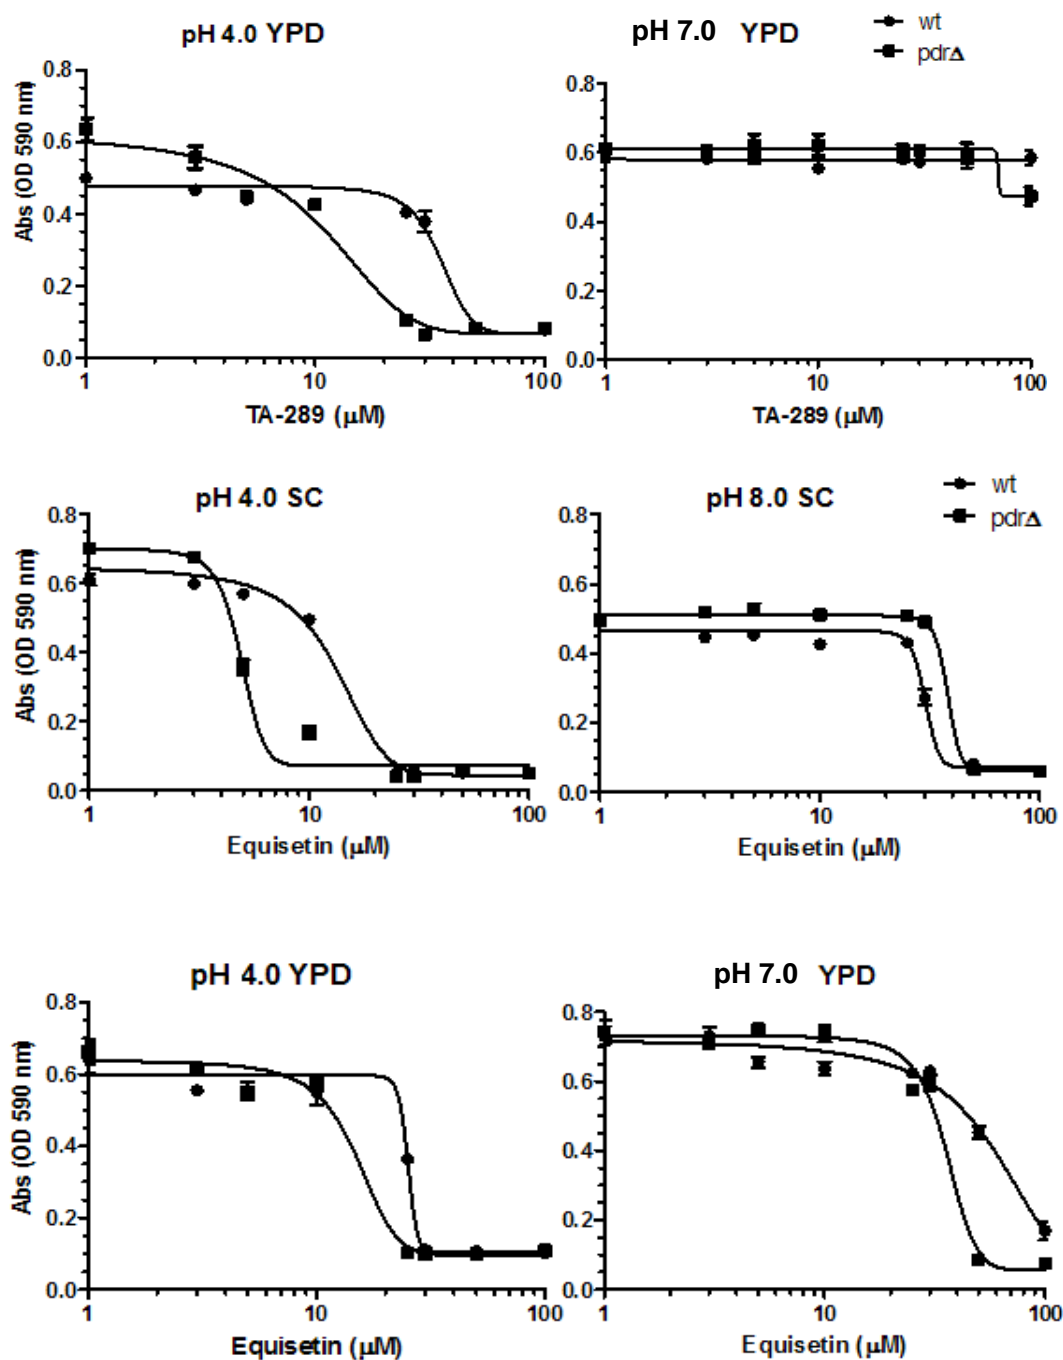 pH 4.0 YPD
pH 7.0 YPD
wt
pdrΔ
Abs (OD 590 nm)
0.8
0.6
0.4
0.2
0.0
1
10
100
TA-289 (μM)
0.8
0.6
0.4
0.2
0.0
1
10
100
TA-289 (μM)
pH 4.0 SC
pH 8.0 SC
wt
pdrΔ
Abs (OD 590 nm)
0.8
0.6
0.4
0.2
0.0
1
10
100
Equisetin (μM)
0.8
0.6
0.4
0.2
0.0
1
10
100
Equisetin (μM)
pH 4.0 YPD
pH 7.0 YPD
Abs (OD 590 nm)
0.8
0.6
0.4
0.2
0.0
1
10
100
Equisetin (μM)
0.8
0.6
0.4
0.2
0.0
1
10
100
Equisetin (μM)